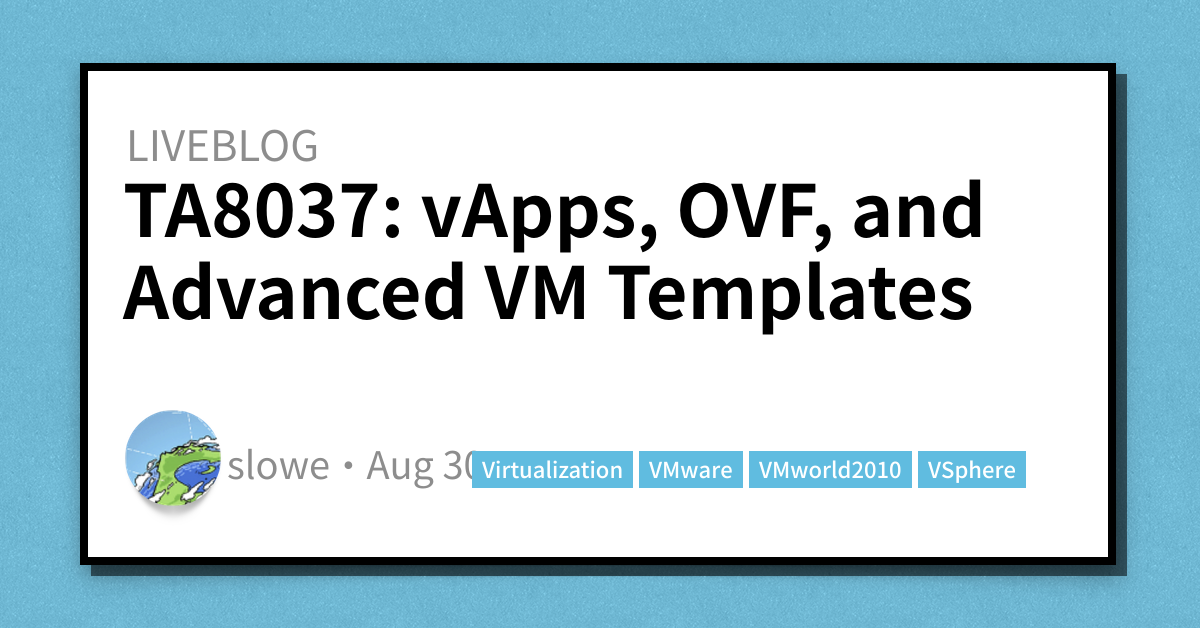 LIVEBLOG
TA8037: vApps, OVF, and
Advanced VM Templates
slowe • Aug 30 Virtualization VMware VMworld2010 VSphere